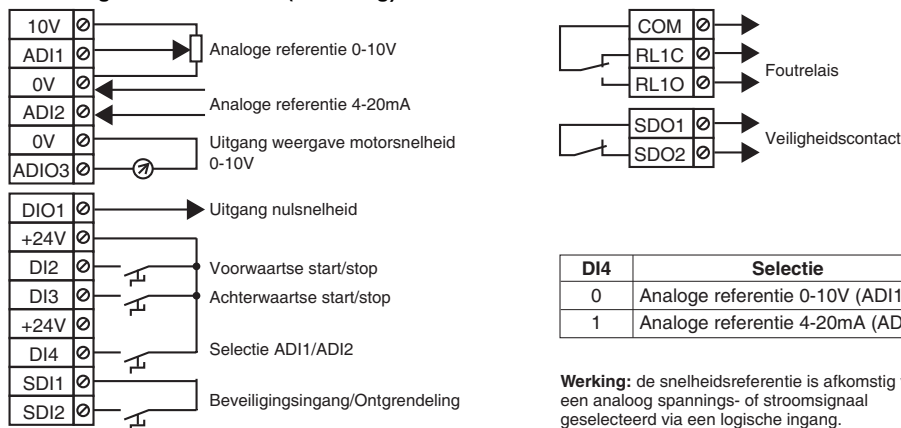 10V
ADI1
0V
ADI2
0V
ADIO3
Analoge referentie 0-10V
Analoge referentie 4-20mA
Uitgang weergave motorsnelheid
0-10V
DIO1
+24V
DI2
DI3
+24V
DI4
SDI1
SDI2
Uitgang nulsnelheid
Voorwaartse start/stop
Achterwaartse start/stop
Selectie ADI1/ADI2
Beveiligingsingang/Ontgrendeling
COM
RL1C
RL1O
Foutrelais
SDO1
SDO2
Veiligheidscontact
DI4 Selectie
0 Analoge referentie 0-10V (ADI1
1 Analoge referentie 4-20mA (AD
Werking: de snelheidsreferentie is afkomstig
een analoog spannings- of stroomsignaal
geselecteerd via een logische ingang.